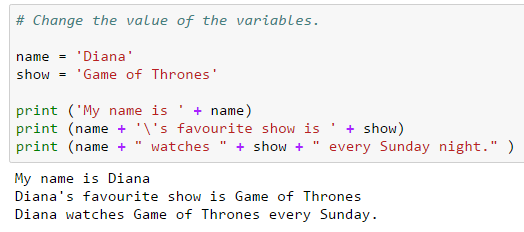 # Change the value of the variables.
name = 'Diana'
show = 'Game of Thrones'
print ('My name is ' + name)
print (name + '\'s favourite show is ' + show)
print (name + " watches " + show + " every Sunday night." )
My name is Diana
Diana's favourite show is Game of Thrones
Diana watches Game of Thrones every Sunday.